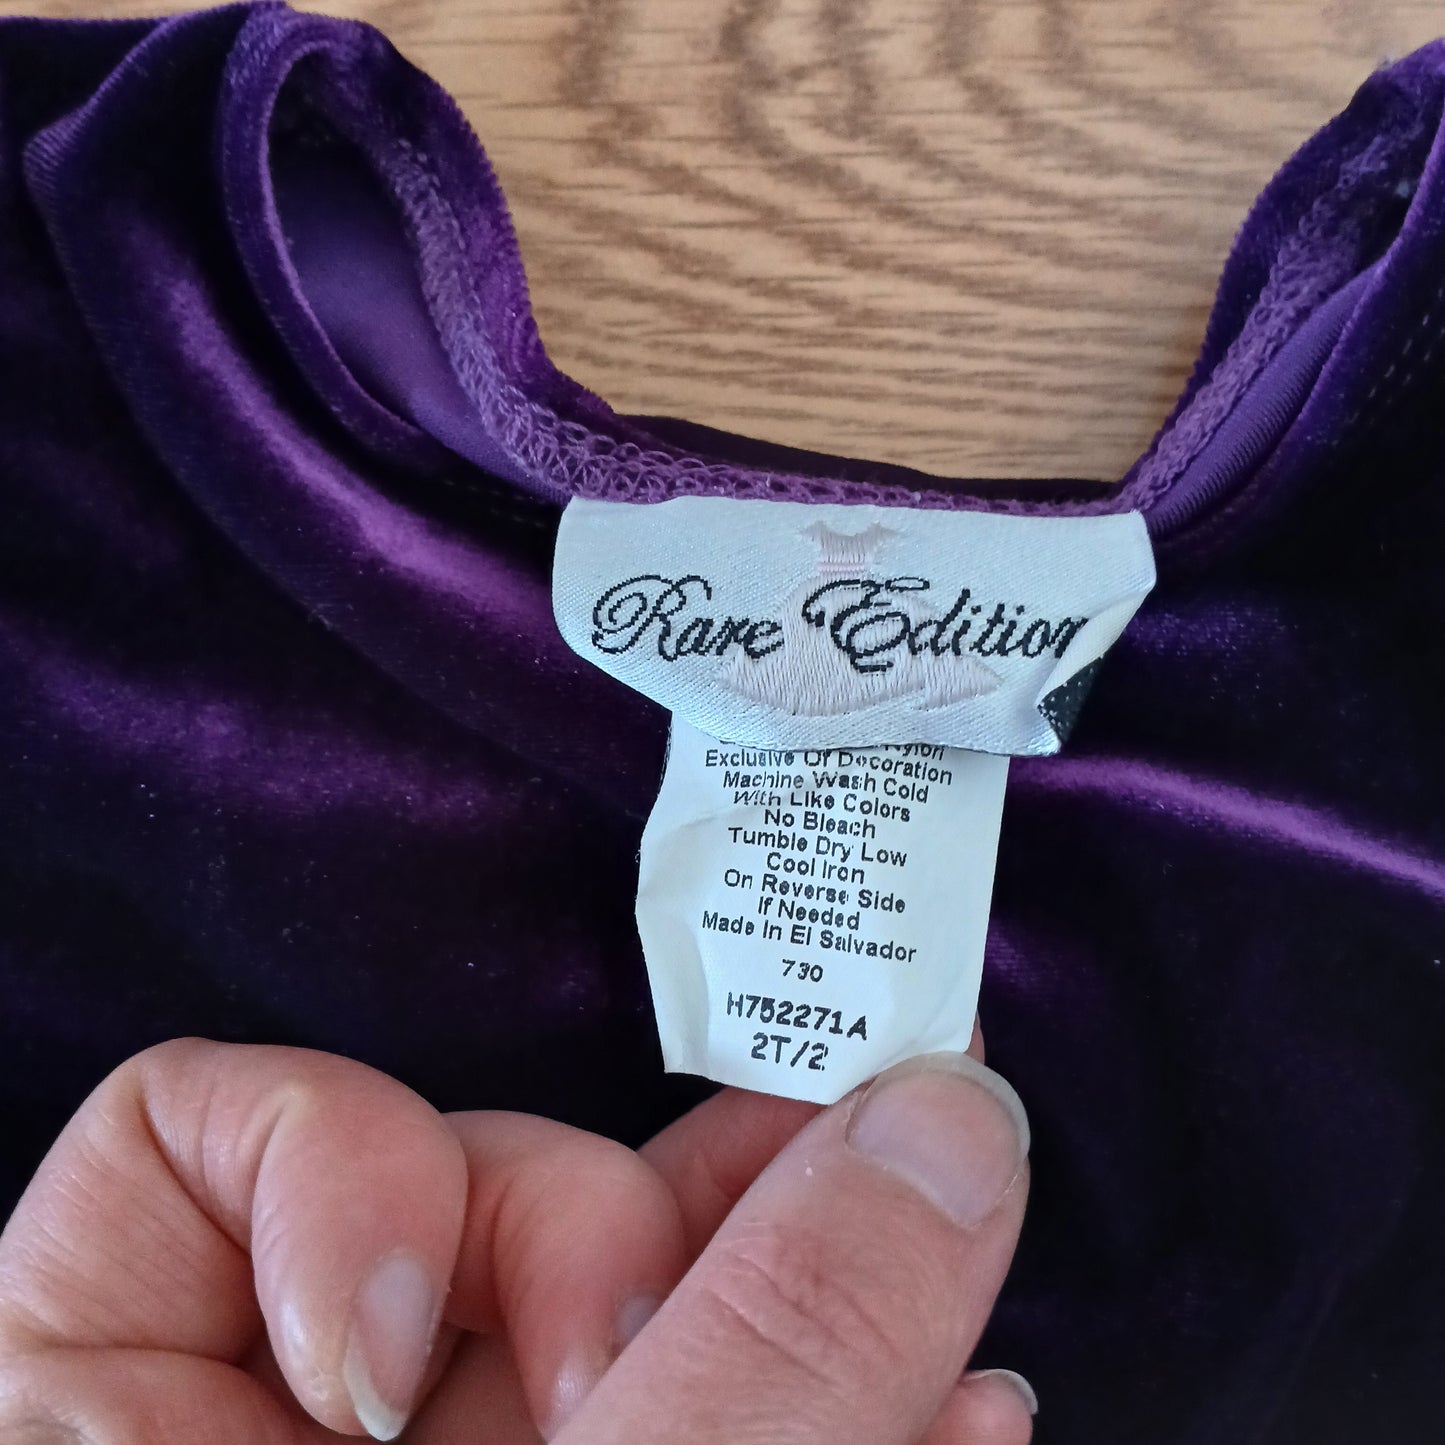 Rare Edition
Nylon
Exclusive Of Decoration
Machine Wash Cold
With Like Colors
No Bleach
Tumble Dry Low
Cool Iron
On Reverse Side
If Needed
Made In El Salvador
730
H752271A
2T/2